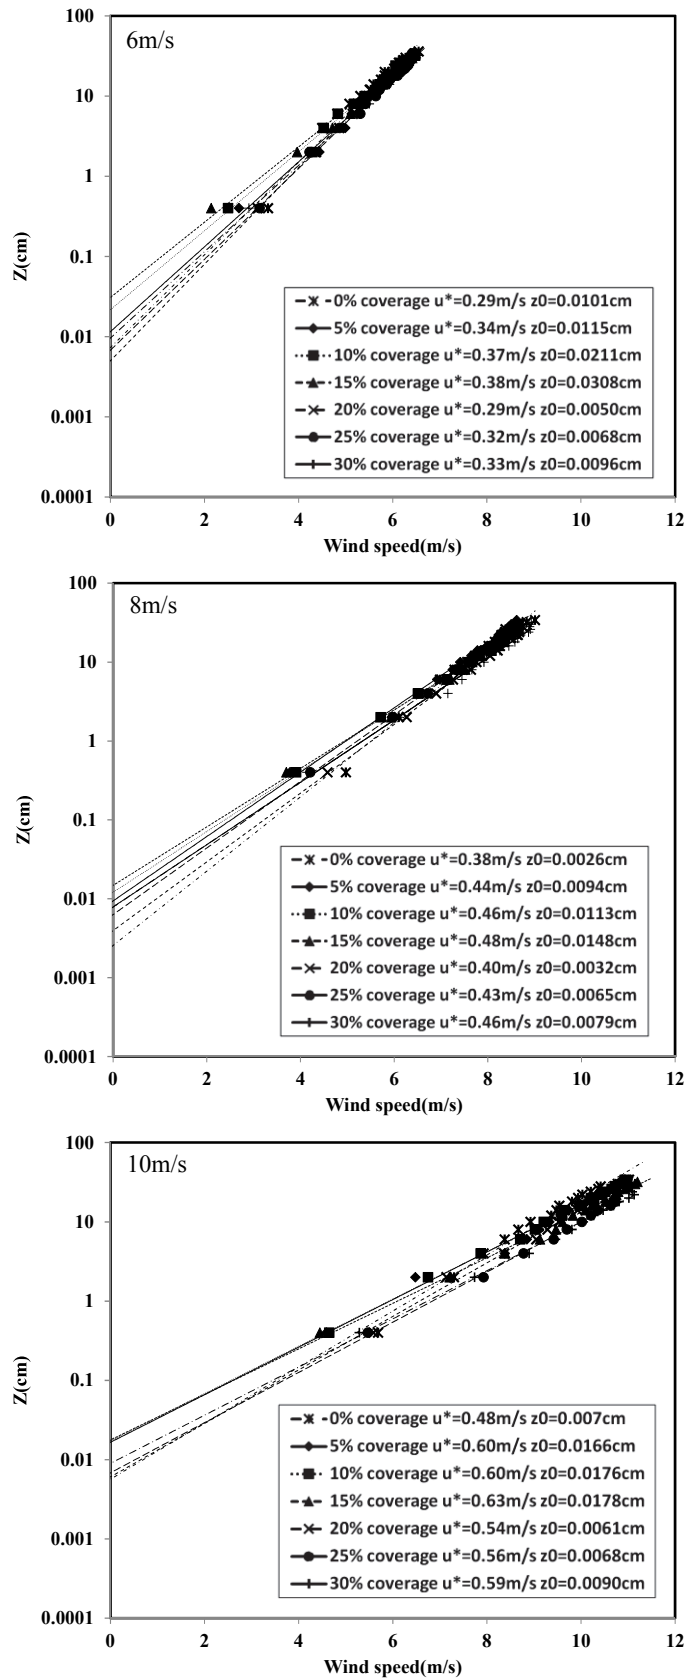 6m/s
100
10
1
0.1
0.01
0.001
0.0001
Z(cm)
0% coverage u*=0.29m/s z0=0.0101cm
5% coverage u*=0.34m/s z0=0.0115cm
10% coverage u*=0.37m/s z0=0.0211cm
15% coverage u*=0.38m/s z0=0.0308cm
20% coverage u*=0.29m/s z0=0.0050cm
25% coverage u*=0.32m/s z0=0.0068cm
30% coverage u*=0.33m/s z0=0.0096cm
0 2 4 6 8 10 12
Wind speed(m/s)
8m/s
100
10
1
0.1
0.01
0.001
0.0001
Z(cm)
0% coverage u*=0.38m/s z0=0.0026cm
5% coverage u*=0.44m/s z0=0.0094cm
10% coverage u*=0.46m/s z0=0.0113cm
15% coverage u*=0.48m/s z0=0.0148cm
20% coverage u*=0.40m/s z0=0.0032cm
25% coverage u*=0.43m/s z0=0.0065cm
30% coverage u*=0.46m/s z0=0.0079cm
0 2 4 6 8 10 12
Wind speed(m/s)
10m/s
100
10
1
0.1
0.01
0.001
0.0001
Z(cm)
0% coverage u*=0.48m/s z0=0.007cm
5% coverage u*=0.60m/s z0=0.0166cm
10% coverage u*=0.60m/s z0=0.0176cm
15% coverage u*=0.63m/s z0=0.0178cm
20% coverage u*=0.54m/s z0=0.0061cm
25% coverage u*=0.56m/s z0=0.0068cm
30% coverage u*=0.59m/s z0=0.0090cm
0 2 4 6 8 10 12
Wind speed(m/s)